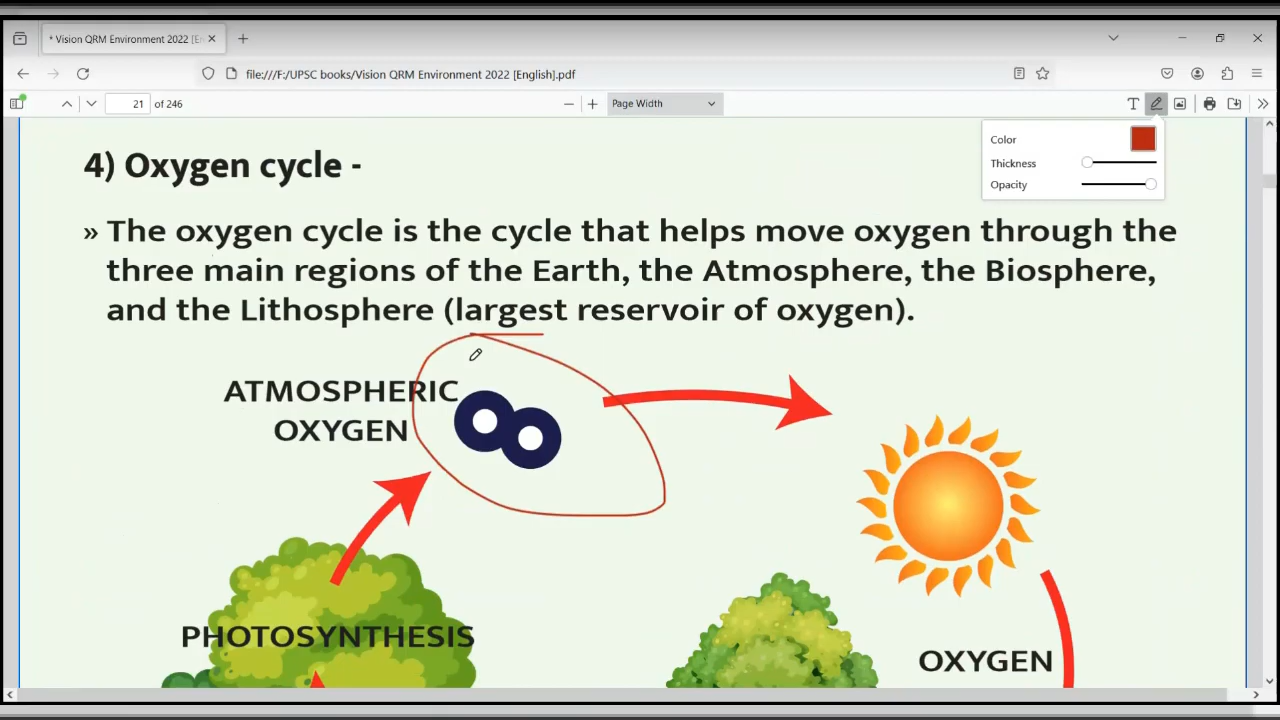 * Vision QRM Environment 2022 [En
file:///F:/UPSC books/Vision QRM Environment 2022 [English].pdf
21 of 246
Page Width
Color
Thickness
Opacity
4) Oxygen cycle -
» The oxygen cycle is the cycle that helps move oxygen through the
three main regions of the Earth, the Atmosphere, the Biosphere,
and the Lithosphere (largest reservoir of oxygen).
ATMOSPHERIC
OXYGEN
PHOTOSYNTHESIS
OXYGEN